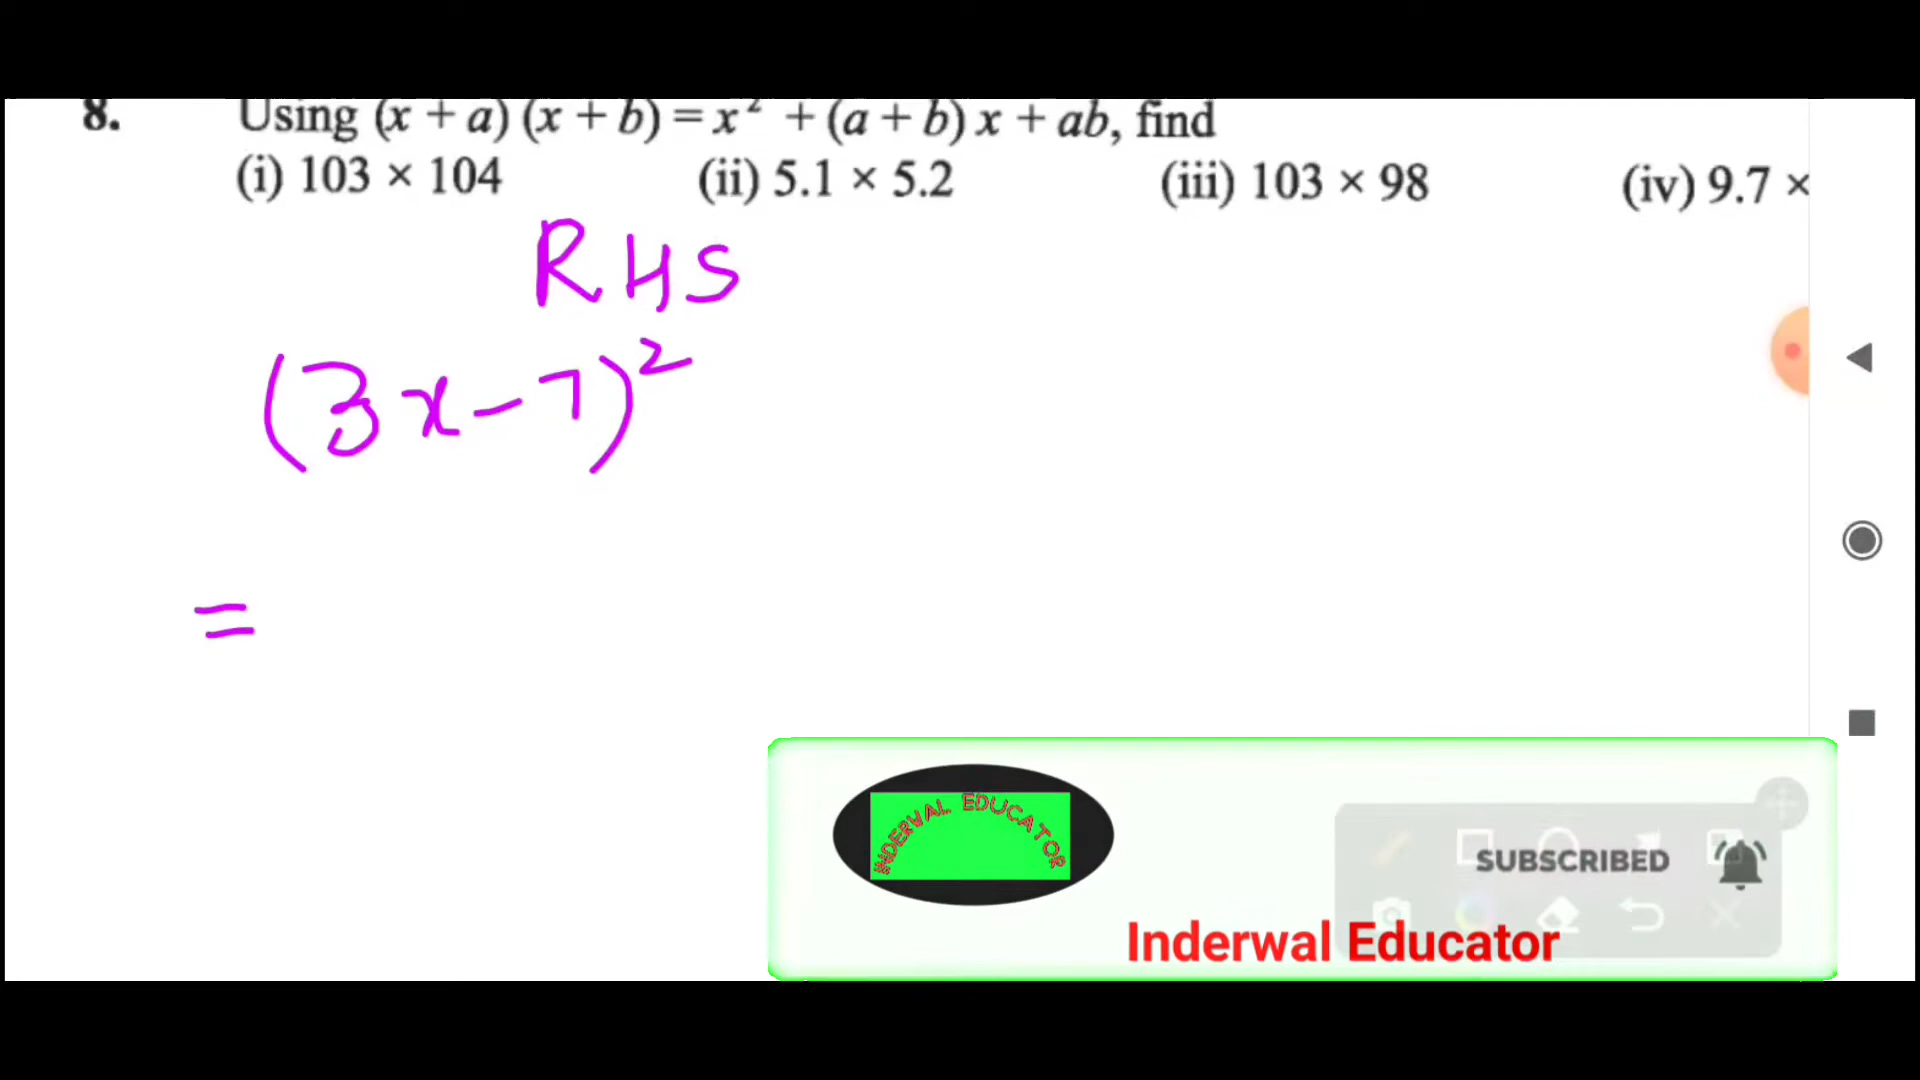 8. Using (x + a) (x + b) = x² + (a + b) x + ab, find
(i) 103 × 104 (ii) 5.1 × 5.2 (iii) 103 × 98 (iv) 9.7 ×
RHS
(3x-7)²
=
INDERWAL EDUCATOR
SUBSCRIBED
Inderwal Educator